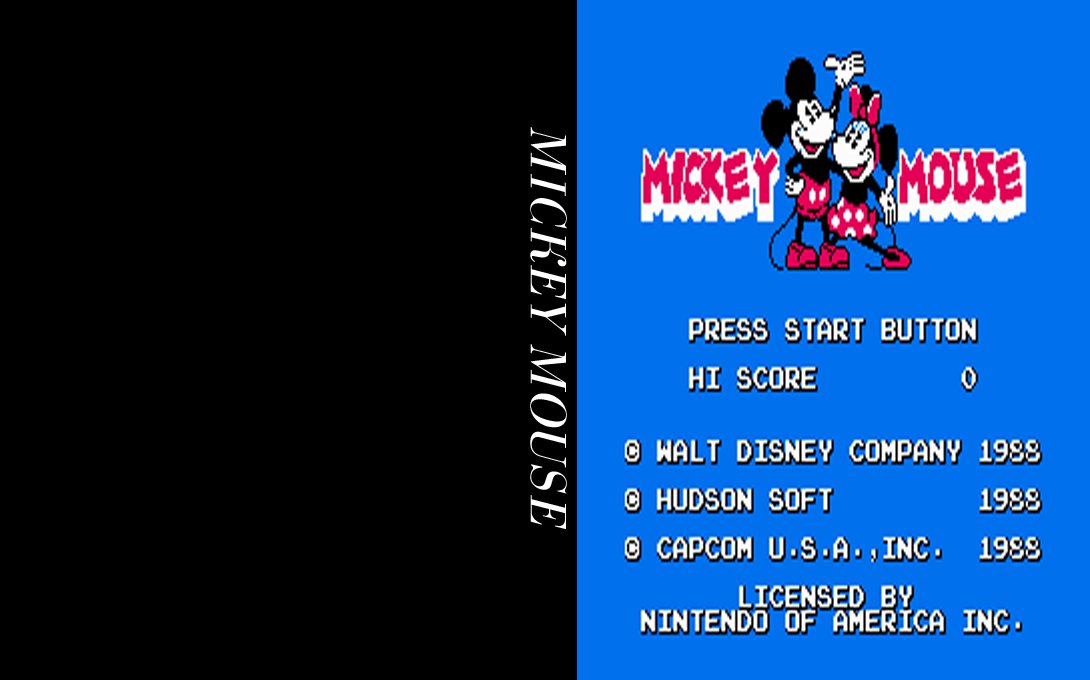 MICKEY MOUSE
MICKEY MOUSE
PRESS START BUTTON
HI SCORE 0
© WALT DISNEY COMPANY 1988
© HUDSON SOFT 1988
© CAPCOM U.S.A.,INC. 1988
LICENSED BY
NINTENDO OF AMERICA INC.